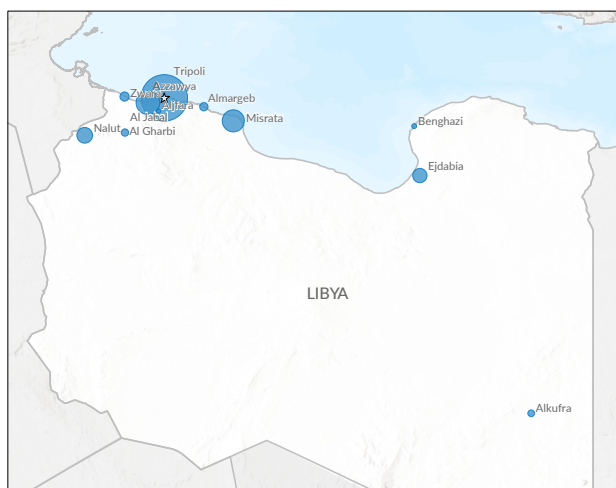 Tripoli
Azzawya
Zwara
Aljfara
Almargeb
Misrata
Al Jabal
Al Gharbi
Nalut
Benghazi
Ejdabia
LIBYA
Alkufra